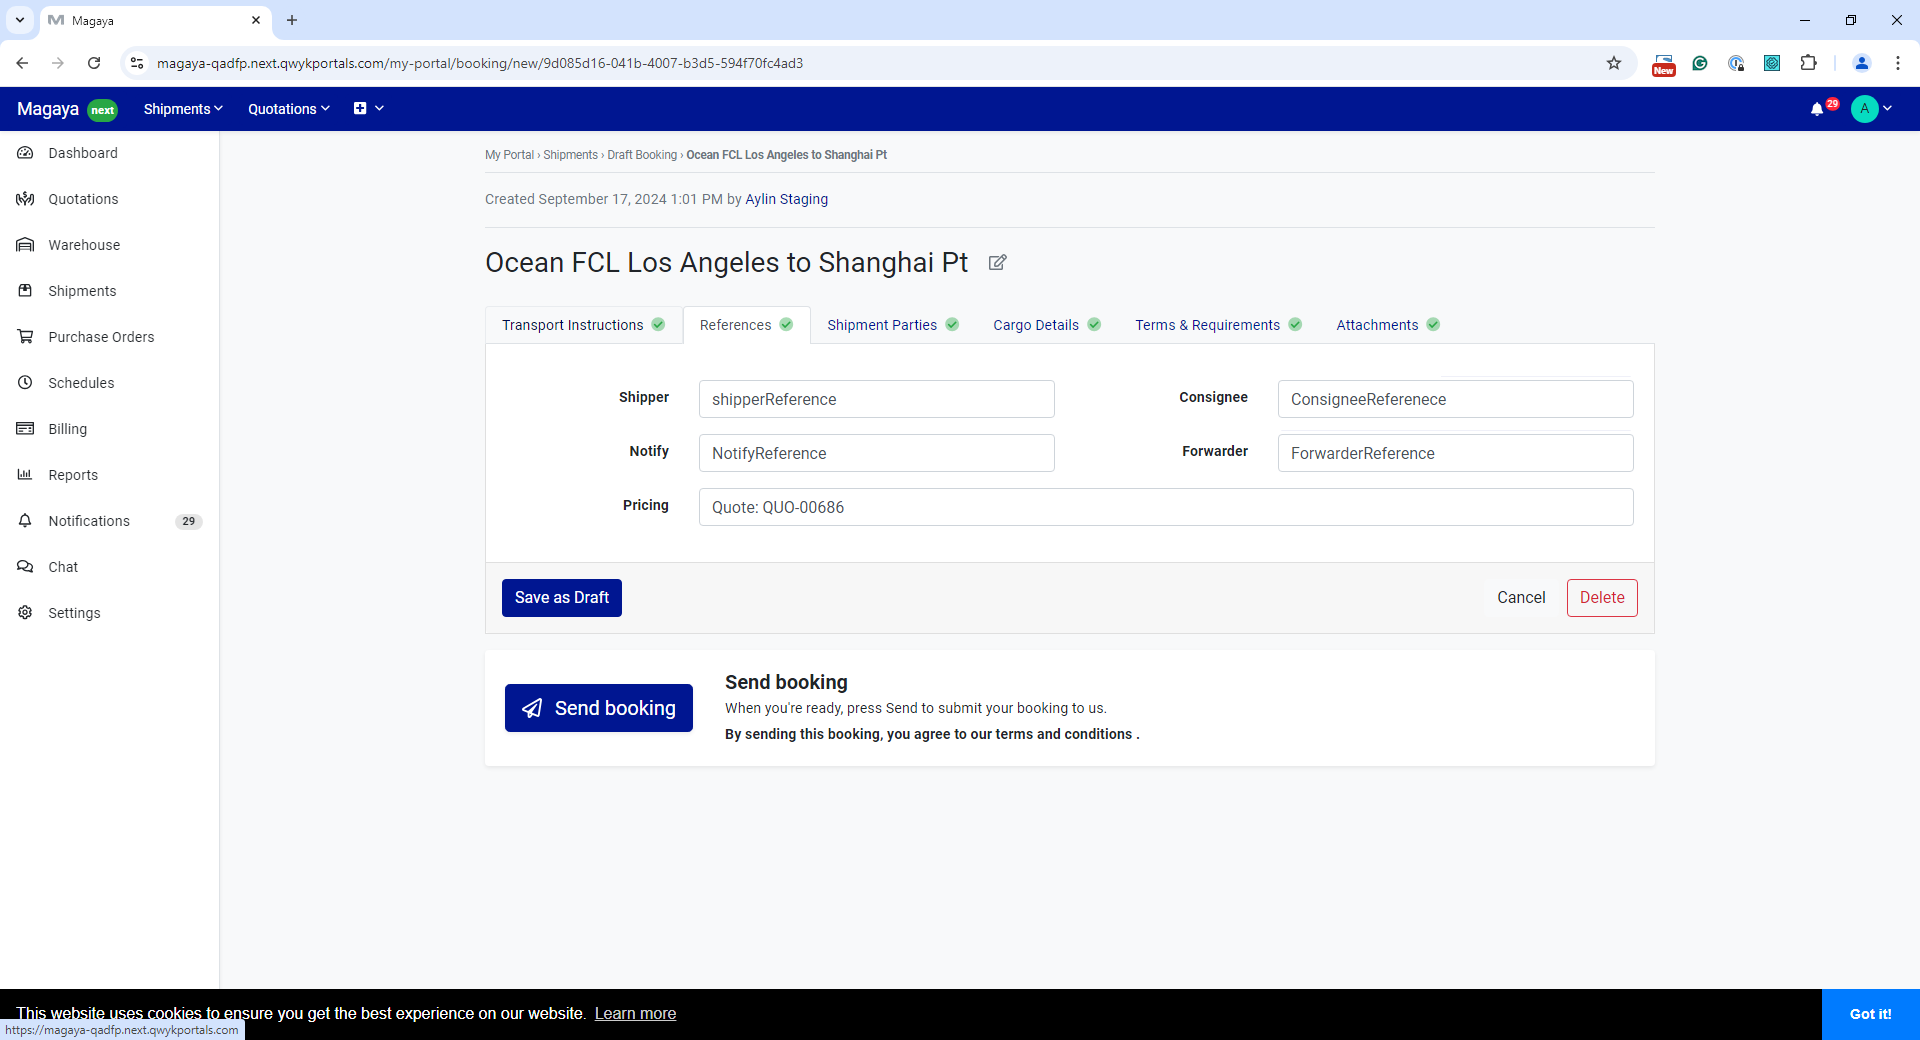 Magaya
magaya-qadfp.next.qwykportals.com/my-portal/booking/new/9d085d16-041b-4007-b3d5-594f70fc4ad3
New
Magaya next Shipments Quotations 29 A
Dashboard
Quotations
Warehouse
Shipments
Purchase Orders
Schedules
Billing
Reports
Notifications 29
Chat
Settings
My Portal › Shipments › Draft Booking › Ocean FCL Los Angeles to Shanghai Pt
Created September 17, 2024 1:01 PM by Aylin Staging
Ocean FCL Los Angeles to Shanghai Pt
Transport Instructions References Shipment Parties Cargo Details Terms & Requirements Attachments
Shipper shipperReference Consignee ConsigneeReferenece
Notify NotifyReference Forwarder ForwarderReference
Pricing Quote: QUO-00686
Save as Draft Cancel Delete
Send booking
Send booking
When you're ready, press Send to submit your booking to us.
By sending this booking, you agree to our terms and conditions .
This website uses cookies to ensure you get the best experience on our website. Learn more Got it!
https://magaya-qadfp.next.qwykportals.com